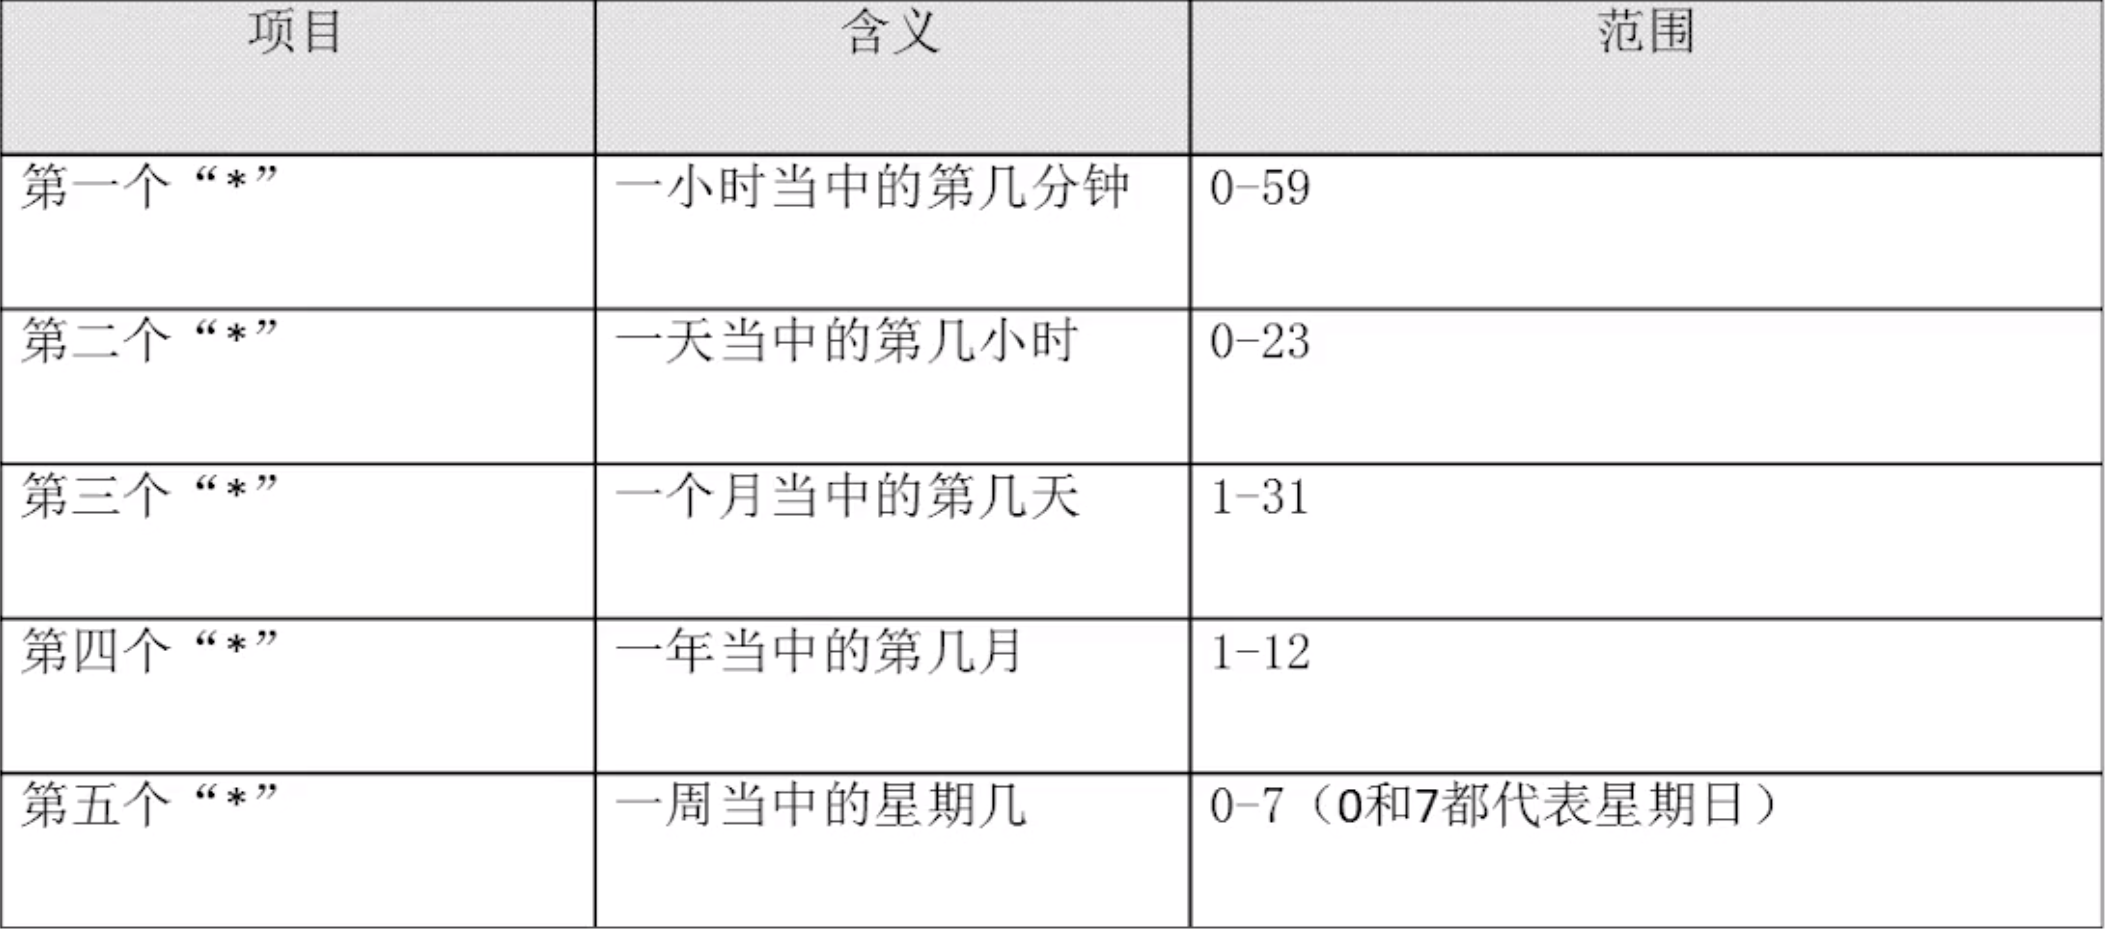 项目 含义 范围
第一个 “*” 一小时当中的第几分钟 0-59
第二个 “*” 一天当中的第几小时 0-23
第三个 “*” 一个月当中的第几天 1-31
第四个 “*” 一年当中的第几月 1-12
第五个 “*” 一周当中的星期几 0-7（0和7都代表星期日）